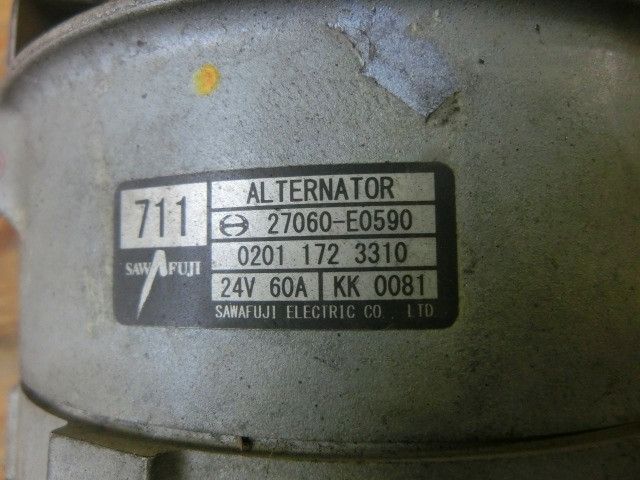 711
SAWAFUJI
ALTERNATOR
27060-E0590
0201 172 3310
24V 60A KK 0081
SAWAFUJI ELECTRIC CO., LTD.